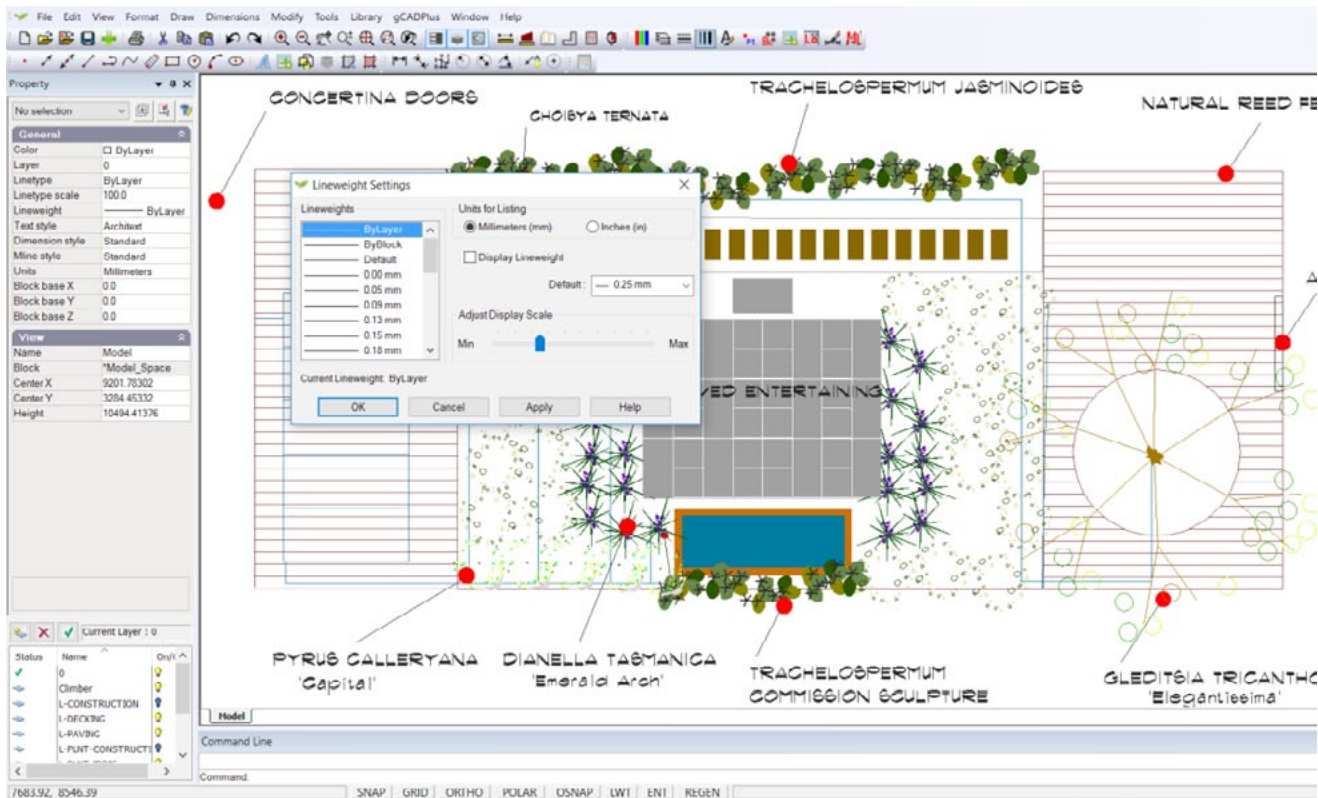 File Edit View Format Draw Dimensions Modify Tools Library gCADPlus Window Help
Property
No selection
General
Color ByLayer
Layer 0
Linetype ByLayer
Linetype scale 100.0
Lineweight ByLayer
Text style Architext
Dimension style Standard
Mline style Standard
Units Millimeters
Block base X 0.0
Block base Y 0.0
Block base Z 0.0
View
Name Model
Block *Model_Space
Center X 9201.78302
Center Y 3284.45332
Height 10494.41376
Current Layer : 0
Status Name On/
0
Climber
L-CONSTRUCTION
L-DECKING
L-PAVING
L-PLNT-CONSTRUCTI
CONCERTINA DOORS
CHOISYA TERNATA
TRACHELOSPERMUM JASMINOIDES
NATURAL REED FE
A
Lineweight Settings
Lineweights
ByLayer
ByBlock
Default
0.00 mm
0.05 mm
0.09 mm
0.13 mm
0.15 mm
0.18 mm
Units for Listing
Millimeters (mm) Inches (in)
Display Lineweight
Default : 0.25 mm
Adjust Display Scale
Min Max
Current Lineweight: ByLayer
OK Cancel Apply Help
VED ENTERTAINING
PYRUS CALLERYANA
'Capital'
DIANELLA TASMANICA
'Emerald Arch'
TRACHELOSPERMUM
COMMISSION SCULPTURE
GLEDITSIA TRICANTHO
'Elegantissima'
Model
Command Line
Command:
7683.92, 8546.39 SNAP GRID ORTHO POLAR OSNAP LWT ENT REGEN